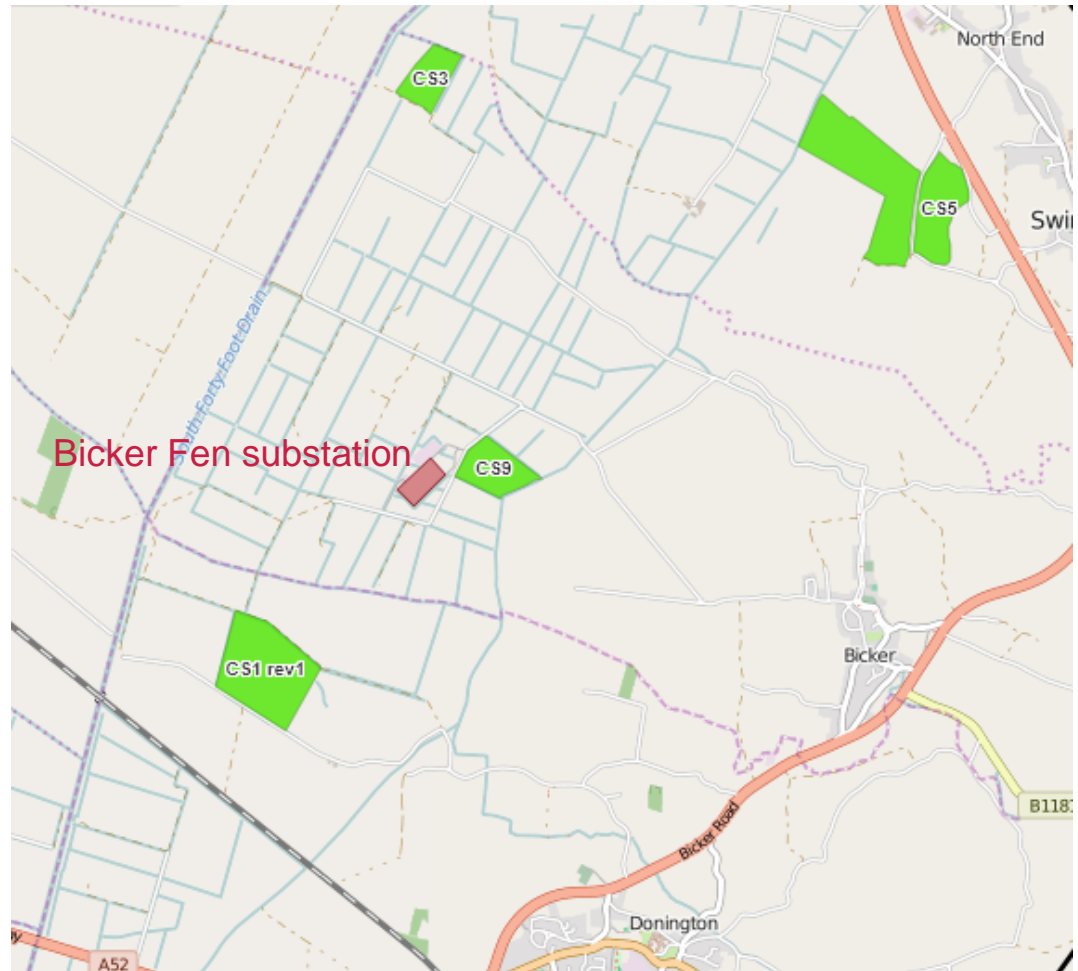 North End
CS3
CS5
Swi
South Forty Foot Drain
Bicker Fen substation
CS9
Bicker
CS1 rev1
B1181
Bicker Road
Donington
A52